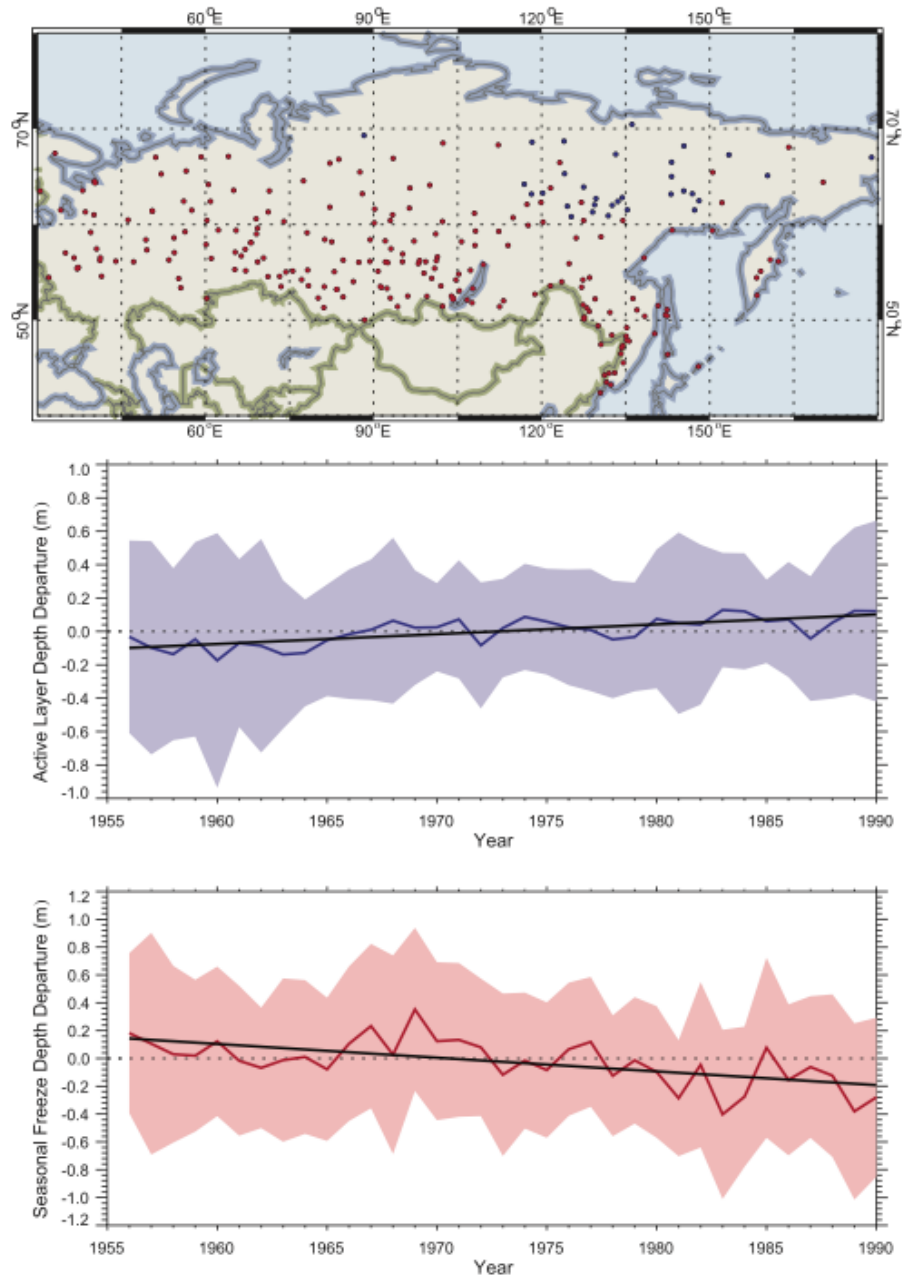 60°E 90°E 120°E 150°E
70°N 70°N
50°N 50°N
60°E 90°E 120°E 150°E
1.0
0.8
0.6
0.4
0.2
0.0
-0.2
-0.4
-0.6
-0.8
-1.0
Active Layer Depth Departure (m)
1955 1960 1965 1970 1975 1980 1985 1990
Year
1.2
1.0
0.8
0.6
0.4
0.2
0.0
-0.2
-0.4
-0.6
-0.8
-1.0
-1.2
Seasonal Freeze Depth Departure (m)
1955 1960 1965 1970 1975 1980 1985 1990
Year